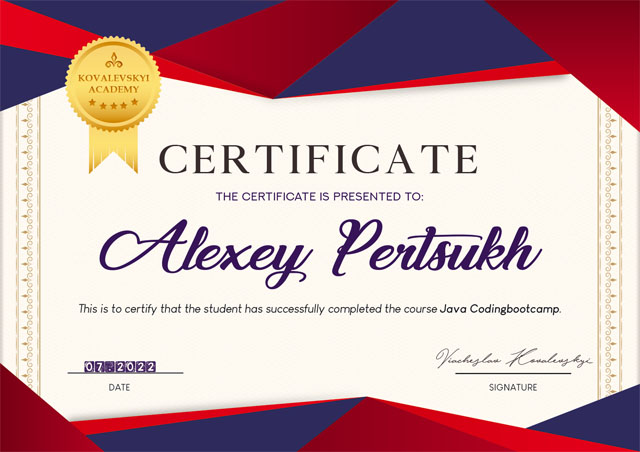 KOVALEVSKYI
ACADEMY
CERTIFICATE
THE CERTIFICATE IS PRESENTED TO:
Alexey Pertsukh
This is to certify that the student has successfully completed the course Java Codingbootcamp.
07.2022
Viacheslav Kovalevskyi
DATE
SIGNATURE